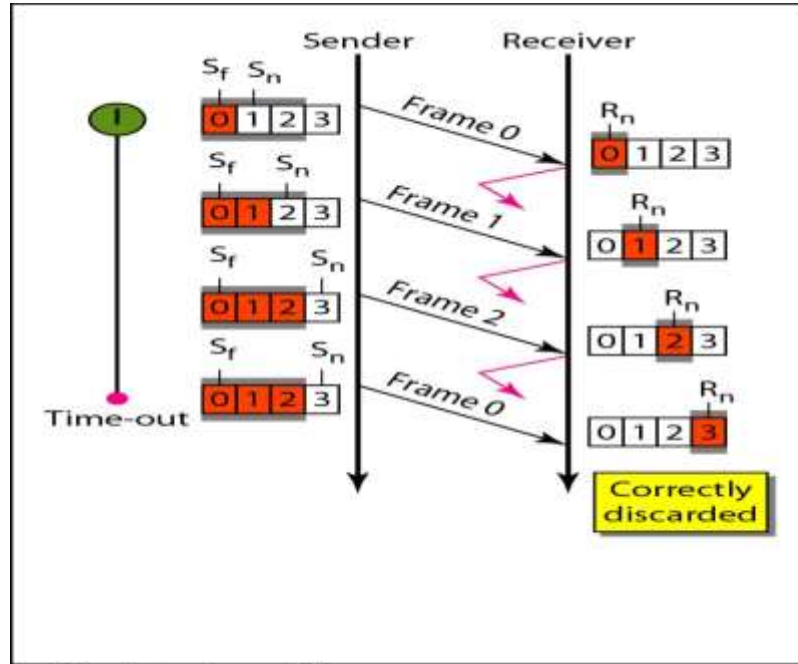 Sender Receiver
Sf Sn
0 1 2 3
Frame 0
Rn
0 1 2 3
Sf Sn
0 1 2 3
Frame 1
Rn
0 1 2 3
Sf Sn
0 1 2 3
Frame 2
Rn
0 1 2 3
Sf Sn
0 1 2 3
Time-out
Frame 0
Rn
0 1 2 3
Correctly
discarded